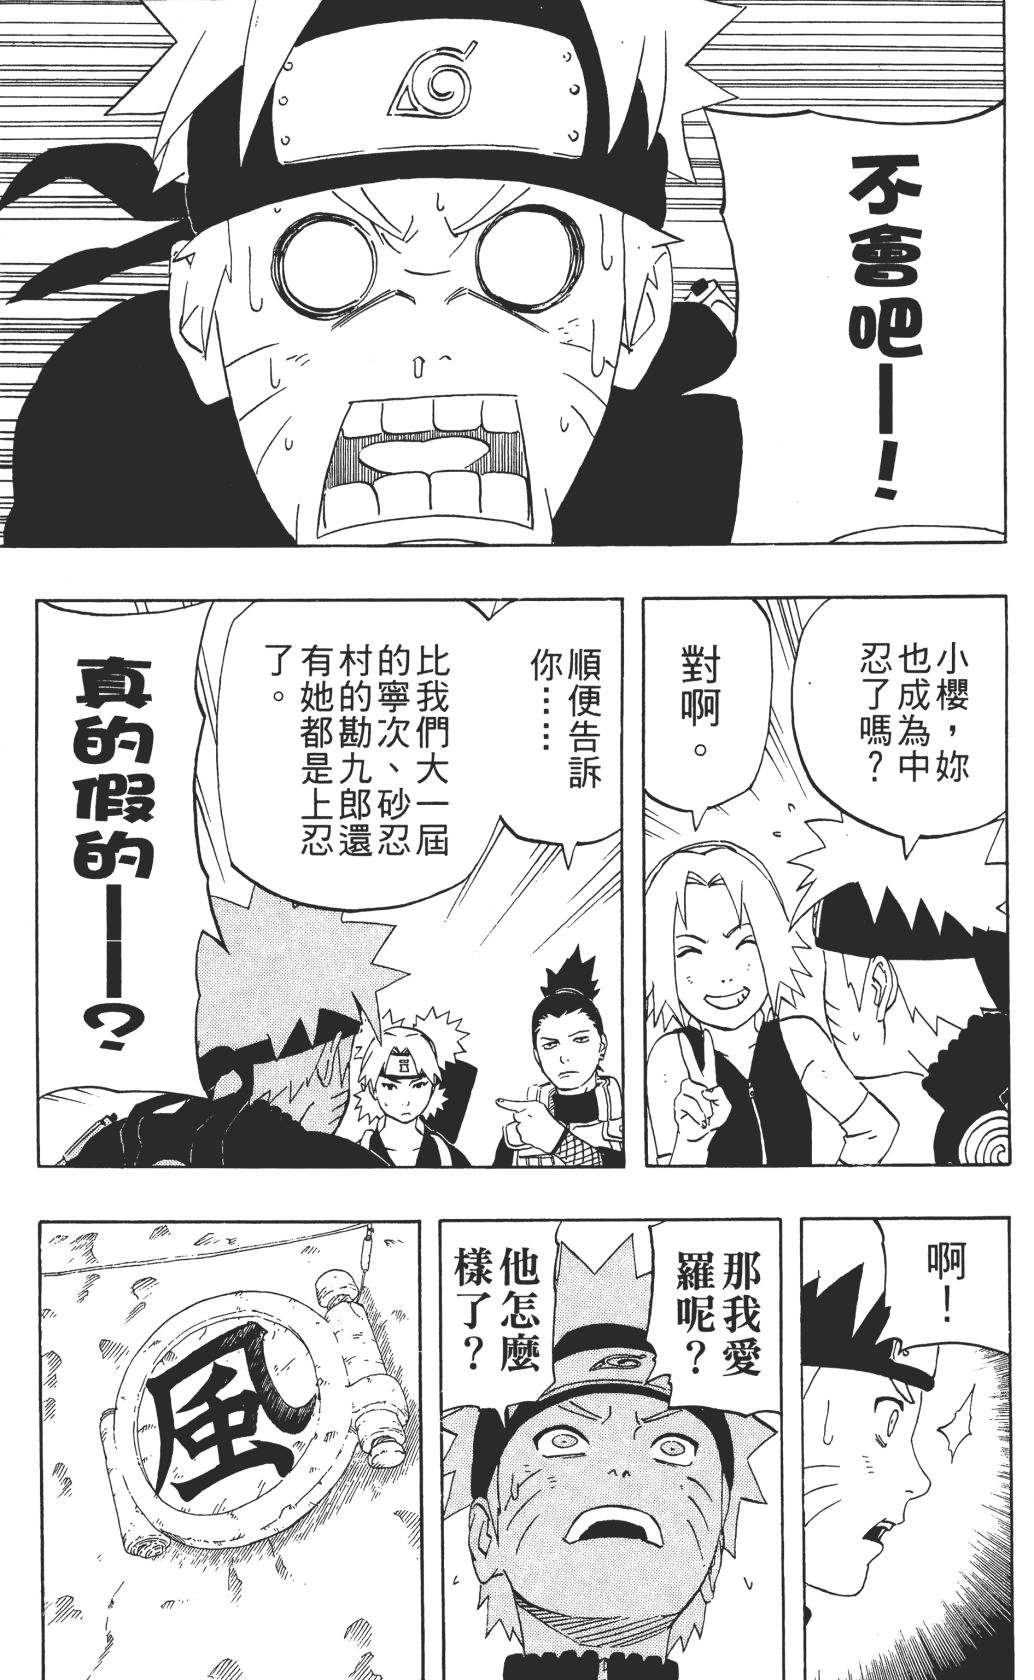 不會吧——!
小櫻，妳
也成為中
忍了嗎？
對啊。
順便告訴
你……
比我們大一屆
的寧次、砂忍
村的勘九郎還
有她都是上忍
了。
真的假的——?
啊！
那我愛
羅呢？
他怎麼
樣了？
風